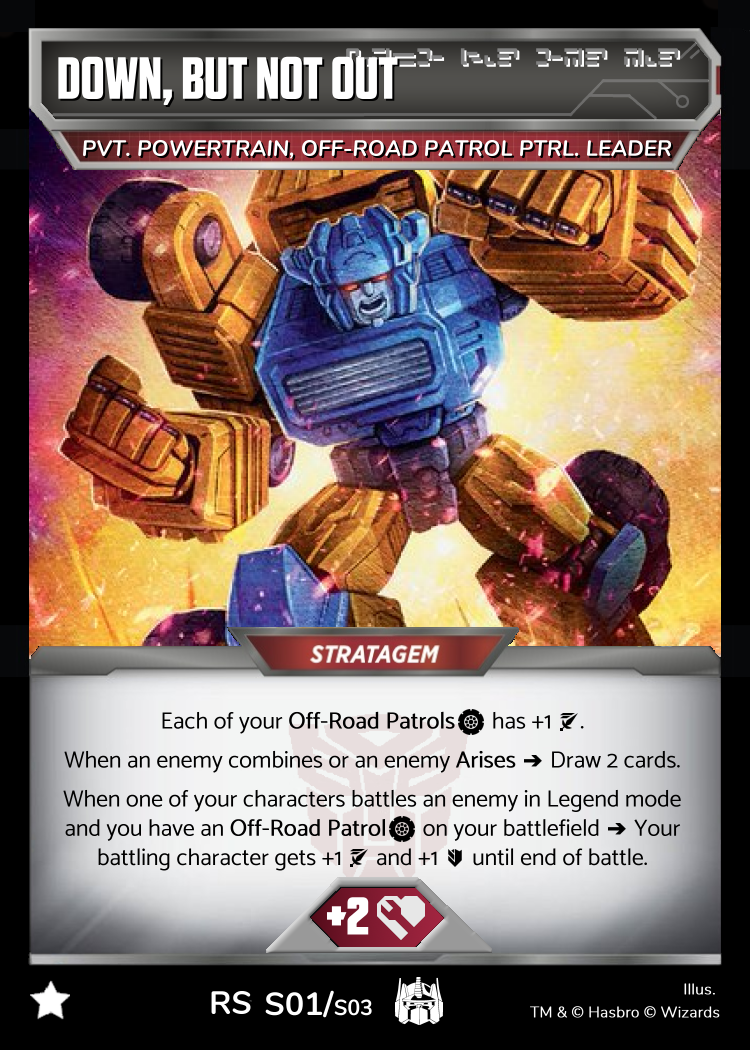 DOWN, BUT NOT OUT
PVT. POWERTRAIN, OFF-ROAD PATROL PTRL. LEADER
STRATAGEM
Each of your Off-Road Patrols has +1 .
When an enemy combines or an enemy Arises ➔ Draw 2 cards.
When one of your characters battles an enemy in Legend mode
and you have an Off-Road Patrol on your battlefield ➔ Your
battling character gets +1 and +1 until end of battle.
+2
RS S01/S03
Illus.
TM & © Hasbro © Wizards